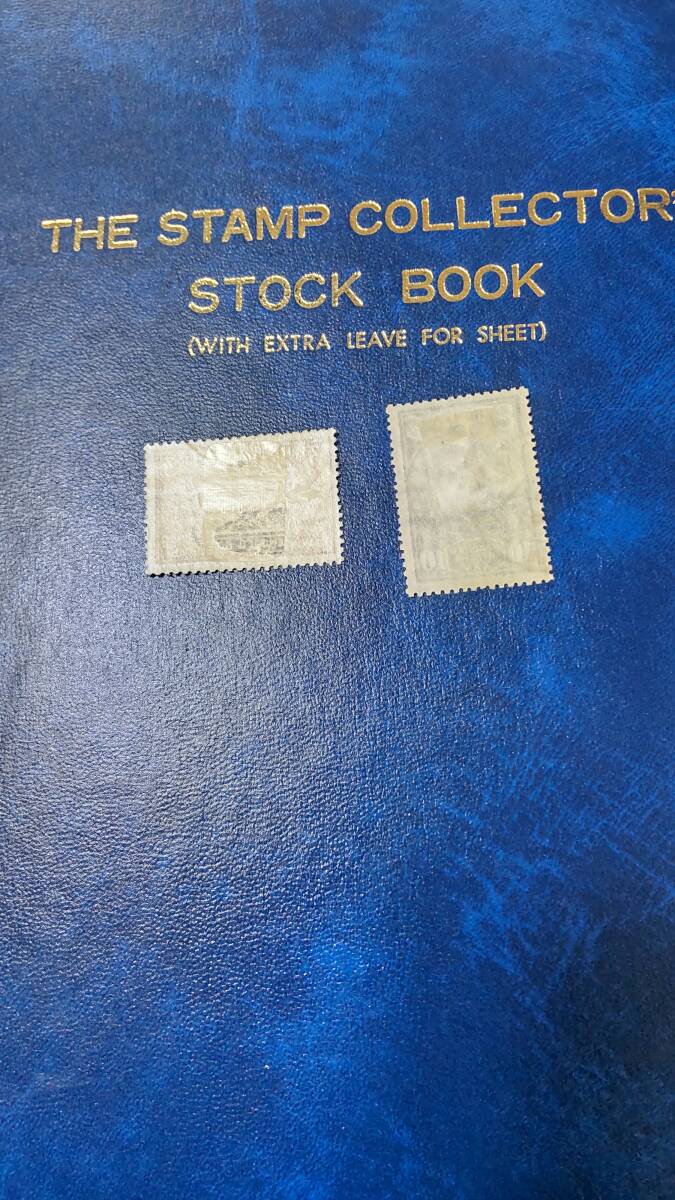 THE STAMP COLLECTOR'
STOCK BOOK
(WITH EXTRA LEAVE FOR SHEET)